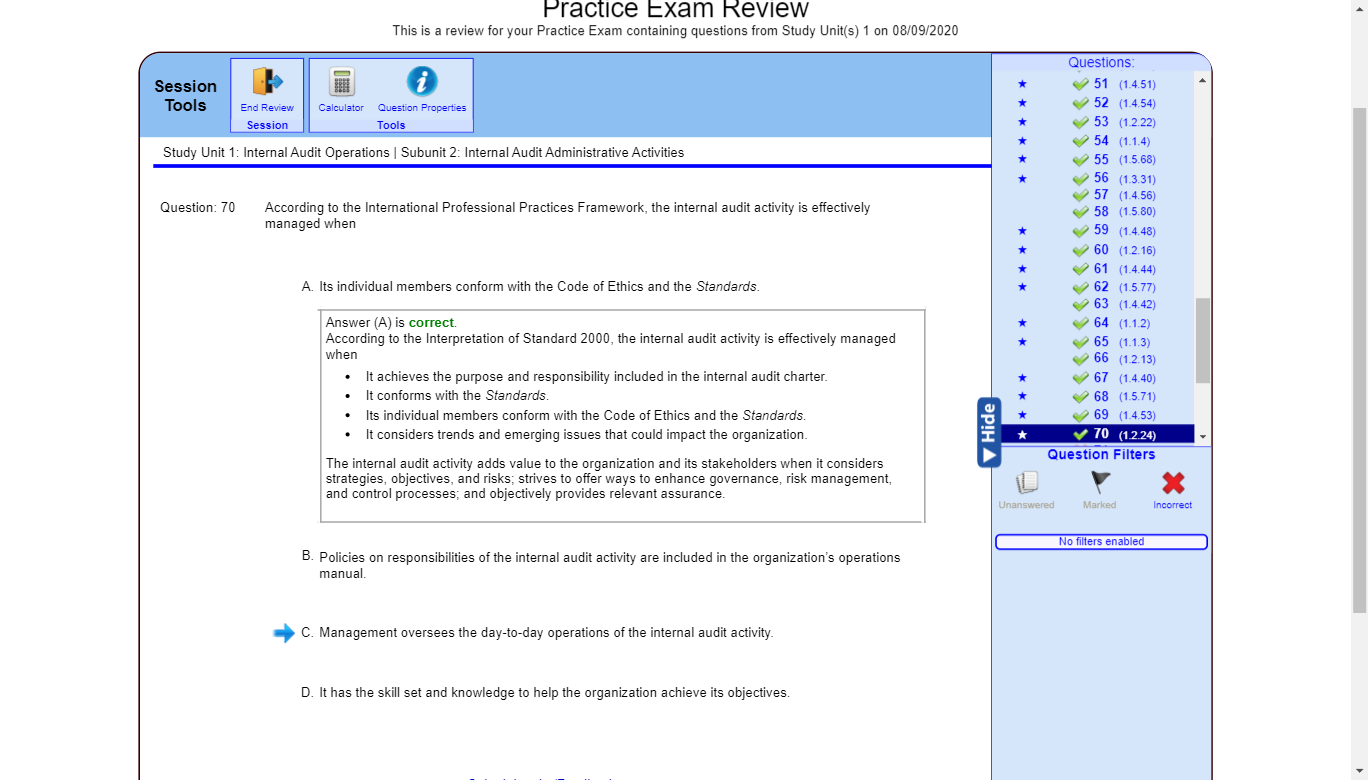 Practice Exam Review
This is a review for your Practice Exam containing questions from Study Unit(s) 1 on 08/09/2020
Session
Tools
End Review
Session
Calculator
Question Properties
Tools
Study Unit 1: Internal Audit Operations | Subunit 2: Internal Audit Administrative Activities
Question: 70
According to the International Professional Practices Framework, the internal audit activity is effectively
managed when
A. Its individual members conform with the Code of Ethics and the Standards.
Answer (A) is correct.
According to the Interpretation of Standard 2000, the internal audit activity is effectively managed
when
• It achieves the purpose and responsibility included in the internal audit charter.
• It conforms with the Standards.
• Its individual members conform with the Code of Ethics and the Standards.
• It considers trends and emerging issues that could impact the organization.
The internal audit activity adds value to the organization and its stakeholders when it considers
strategies, objectives, and risks; strives to offer ways to enhance governance, risk management,
and control processes; and objectively provides relevant assurance.
B. Policies on responsibilities of the internal audit activity are included in the organization's operations
manual.
C. Management oversees the day-to-day operations of the internal audit activity.
D. It has the skill set and knowledge to help the organization achieve its objectives.
Questions:
51 (1.4.51)
52 (1.4.54)
53 (1.2.22)
54 (1.1.4)
55 (1.5.68)
56 (1.3.31)
57 (1.4.56)
58 (1.5.80)
59 (1.4.48)
60 (1.2.16)
61 (1.4.44)
62 (1.5.77)
63 (1.4.42)
64 (1.1.2)
65 (1.1.3)
66 (1.2.13)
67 (1.4.40)
68 (1.5.71)
69 (1.4.53)
70 (1.2.24)
Hide
Question Filters
Unanswered
Marked
Incorrect
No filters enabled